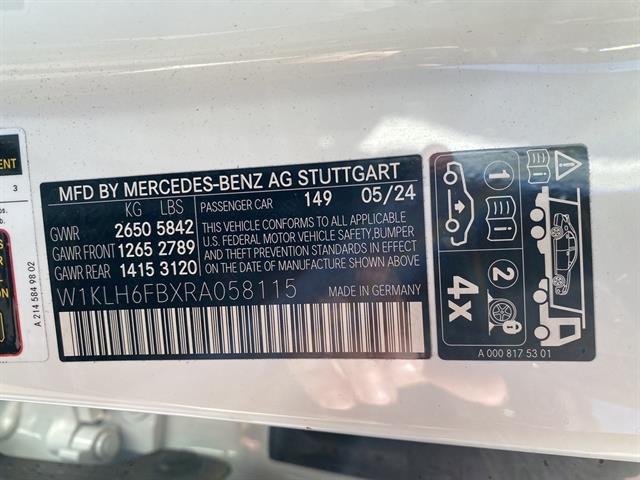 ENT
3
bs.
A 214 584 98 02
MFD BY MERCEDES-BENZ AG STUTTGART
KG LBS
GVWR 2650 5842
GAWR FRONT 1265 2789
GAWR REAR 1415 3120
PASSENGER CAR 149 05/24
THIS VEHICLE CONFORMS TO ALL APPLICABLE
U.S. FEDERAL MOTOR VEHICLE SAFETY, BUMPER
AND THEFT PREVENTION STANDARDS IN EFFECT
ON THE DATE OF MANUFACTURE SHOWN ABOVE.
W1KLH6FBXRA058115 MADE IN GERMANY
1
2
4x
A 000 817 53 01